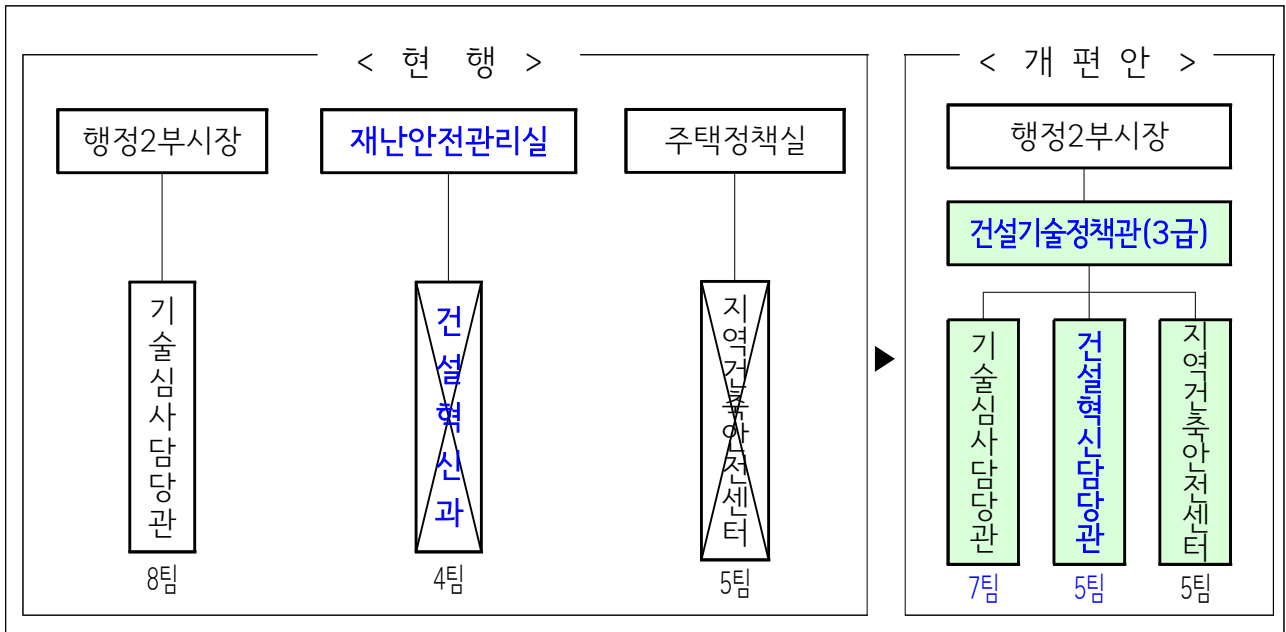 < 현 행 >
행정2부시장
재난안전관리실
주택정책실
기술심사담당관
건설혁신과
지역건축안전센터
8팀
4팀
5팀
▶
< 개 편 안 >
행정2부시장
건설기술정책관(3급)
기술심사담당관
건설혁신담당관
지역건축안전센터
7팀
5팀
5팀